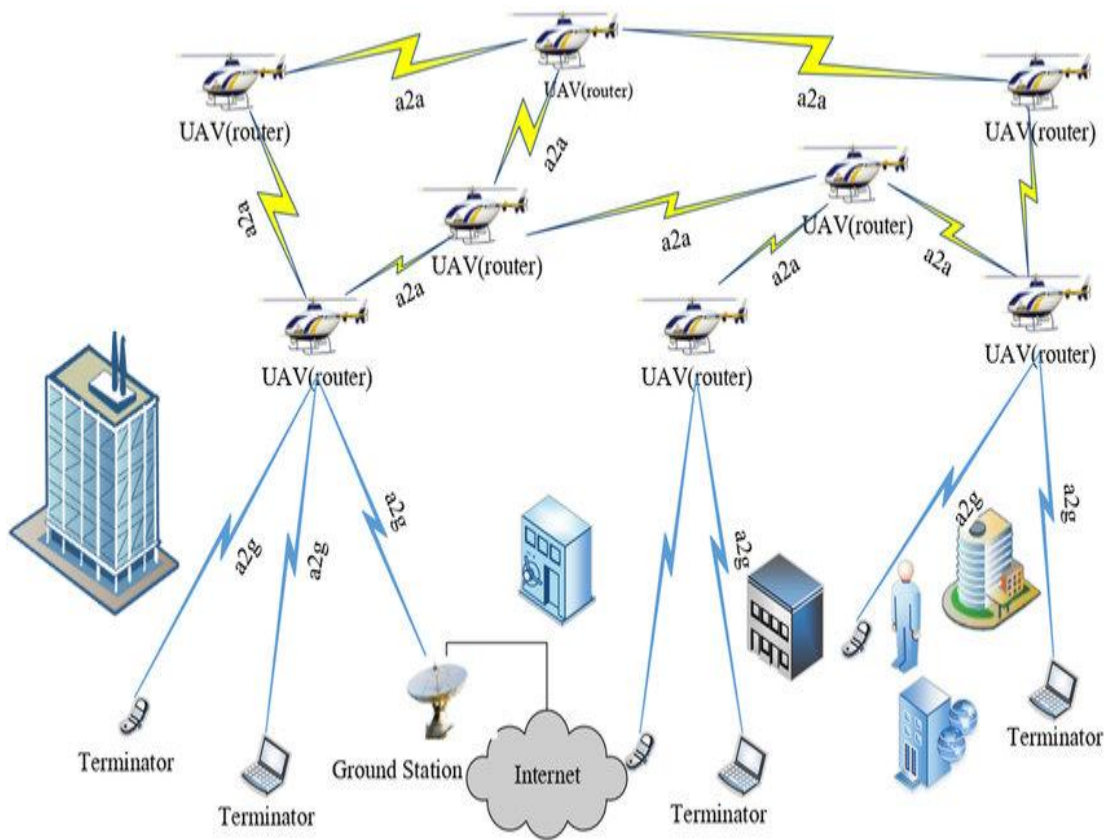 a2a
a2a
UAV(router)
UAV(router)
UAV(router)
a2a
a2a
a2a
UAV(router)
a2a
a2a
a2a
UAV(router)
a2a
UAV(router)
UAV(router)
UAV(router)
a2g
a2g
a2g
a2g
a2g
a2g
Terminator
Terminator
Ground Station
Internet
Terminator
Terminator